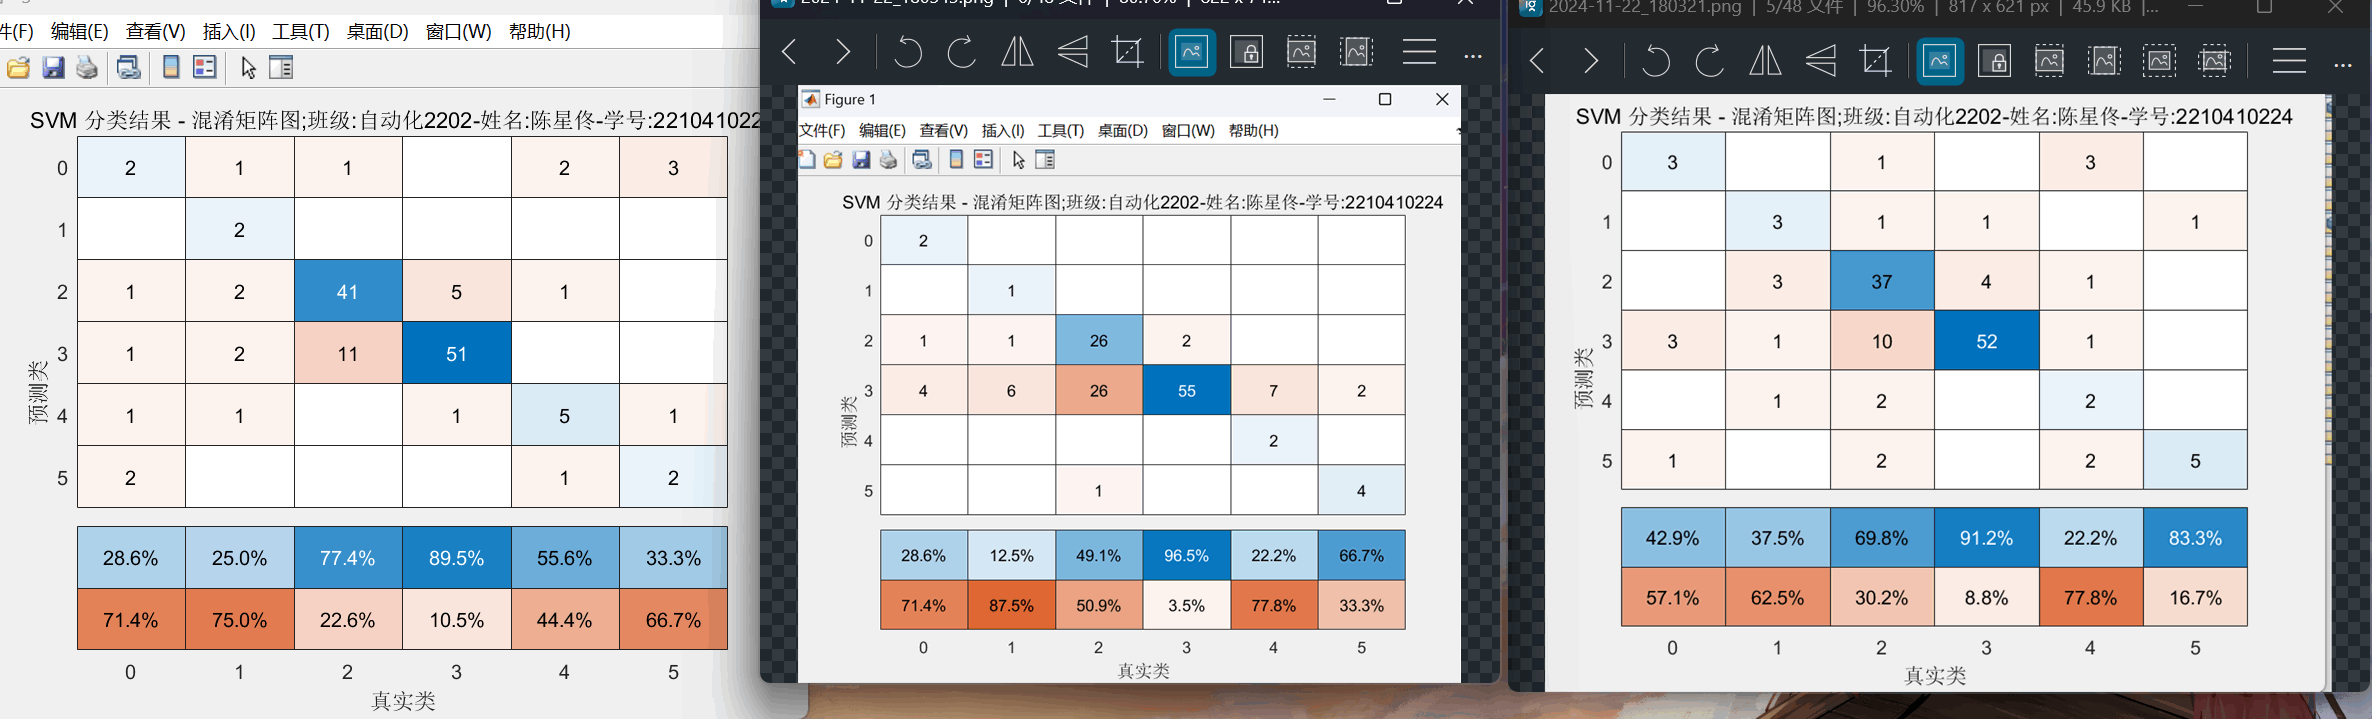 件(F) 编辑(E) 查看(V) 插入(I) 工具(T) 桌面(D) 窗口(W) 帮助(H)
SVM 分类结果 - 混淆矩阵图;班级:自动化2202-姓名:陈星佟-学号:221041022
0 2 1 1 2 3
1 2
2 1 2 41 5 1
3 1 2 11 51
4 1 1 1 5 1
5 2 1 2
预测类
28.6% 25.0% 77.4% 89.5% 55.6% 33.3%
71.4% 75.0% 22.6% 10.5% 44.4% 66.7%
0 1 2 3 4 5
真实类
Figure 1
文件(F) 编辑(E) 查看(V) 插入(I) 工具(T) 桌面(D) 窗口(W) 帮助(H)
SVM 分类结果 - 混淆矩阵图;班级:自动化2202-姓名:陈星佟-学号:2210410224
0 2
1 1
2 1 1 26 2
3 4 6 26 55 7 2
4 2
5 1 4
预测类
28.6% 12.5% 49.1% 96.5% 22.2% 66.7%
71.4% 87.5% 50.9% 3.5% 77.8% 33.3%
0 1 2 3 4 5
真实类
2024-11-22_180321.png | 5/48 文件 | 96.30% | 817 x 621 px | 45.9 KB |...
SVM 分类结果 - 混淆矩阵图;班级:自动化2202-姓名:陈星佟-学号:2210410224
0 3 1 3
1 3 1 1 1
2 3 37 4 1
3 3 1 10 52 1
4 1 2 2
5 1 2 2 5
预测类
42.9% 37.5% 69.8% 91.2% 22.2% 83.3%
57.1% 62.5% 30.2% 8.8% 77.8% 16.7%
0 1 2 3 4 5
真实类